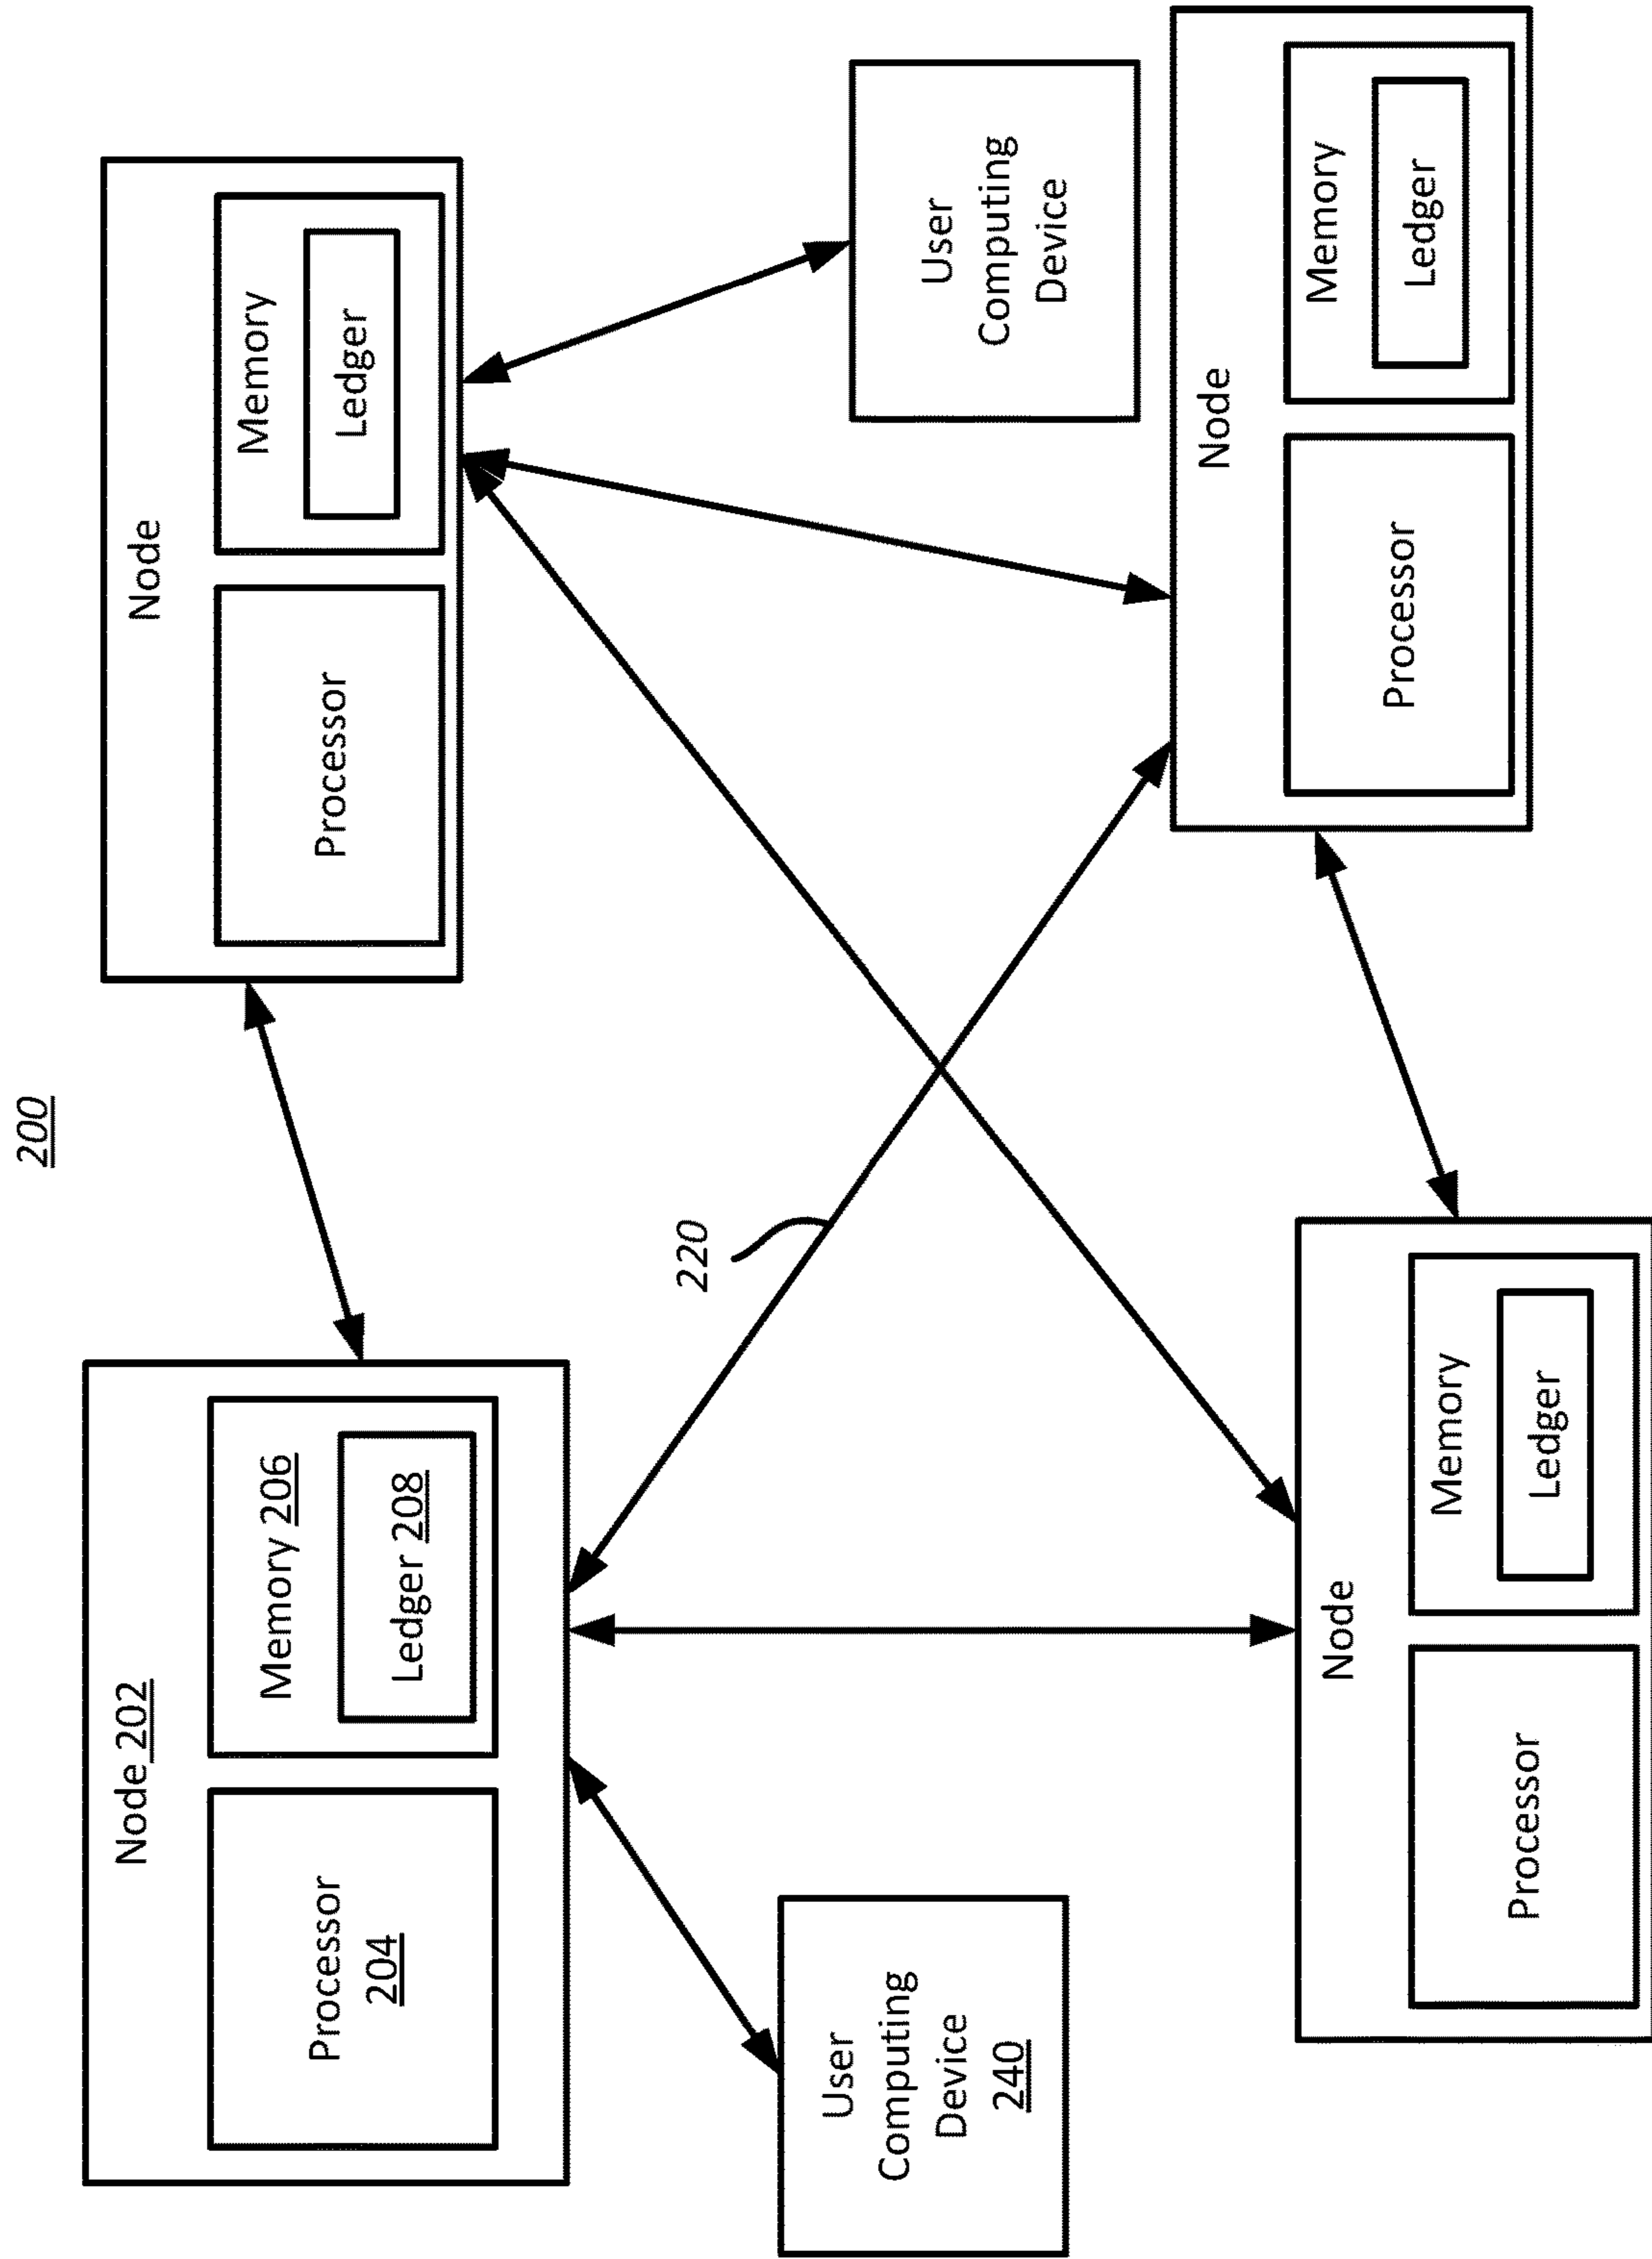 200
Node 202
Processor
204
Memory 206
Ledger 208
Node
Processor
Memory
Ledger
220
User
Computing
Device
240
User
Computing
Device
Node
Processor
Memory
Ledger
Node
Processor
Memory
Ledger